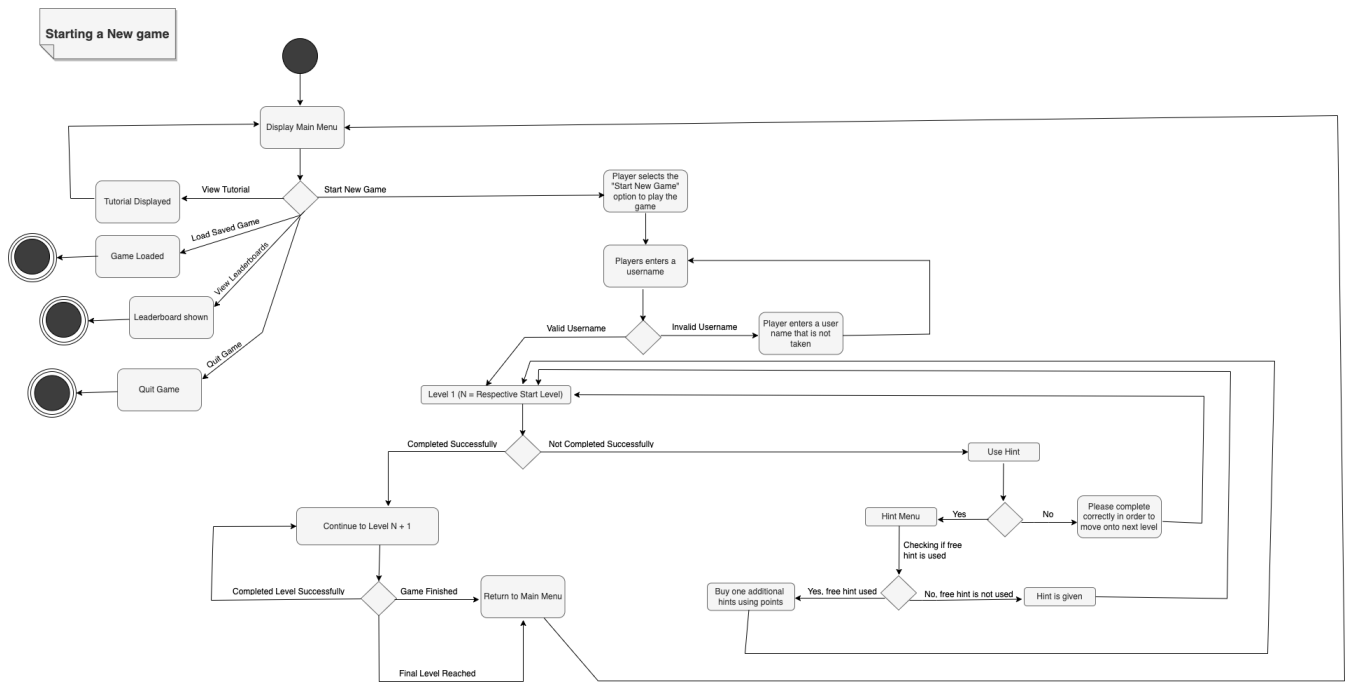 Starting a New game
Display Main Menu
View Tutorial
Start New Game
Tutorial Displayed
Player selects the
"Start New Game"
option to play the
game
Load Saved Game
Game Loaded
View Leaderboards
Players enters a
username
Leaderboard shown
Valid Username
Invalid Username
Player enters a user
name that is not
taken
Quit Game
Quit Game
Level 1 (N = Respective Start Level)
Completed Successfully
Not Completed Successfully
Use Hint
Continue to Level N + 1
Hint Menu
Yes
No
Please complete
correctly in order to
move onto next level
Checking if free
hint is used
Completed Level Successfully
Game Finished
Return to Main Menu
Buy one additional
hints using points
Yes, free hint used
No, free hint is not used
Hint is given
Final Level Reached